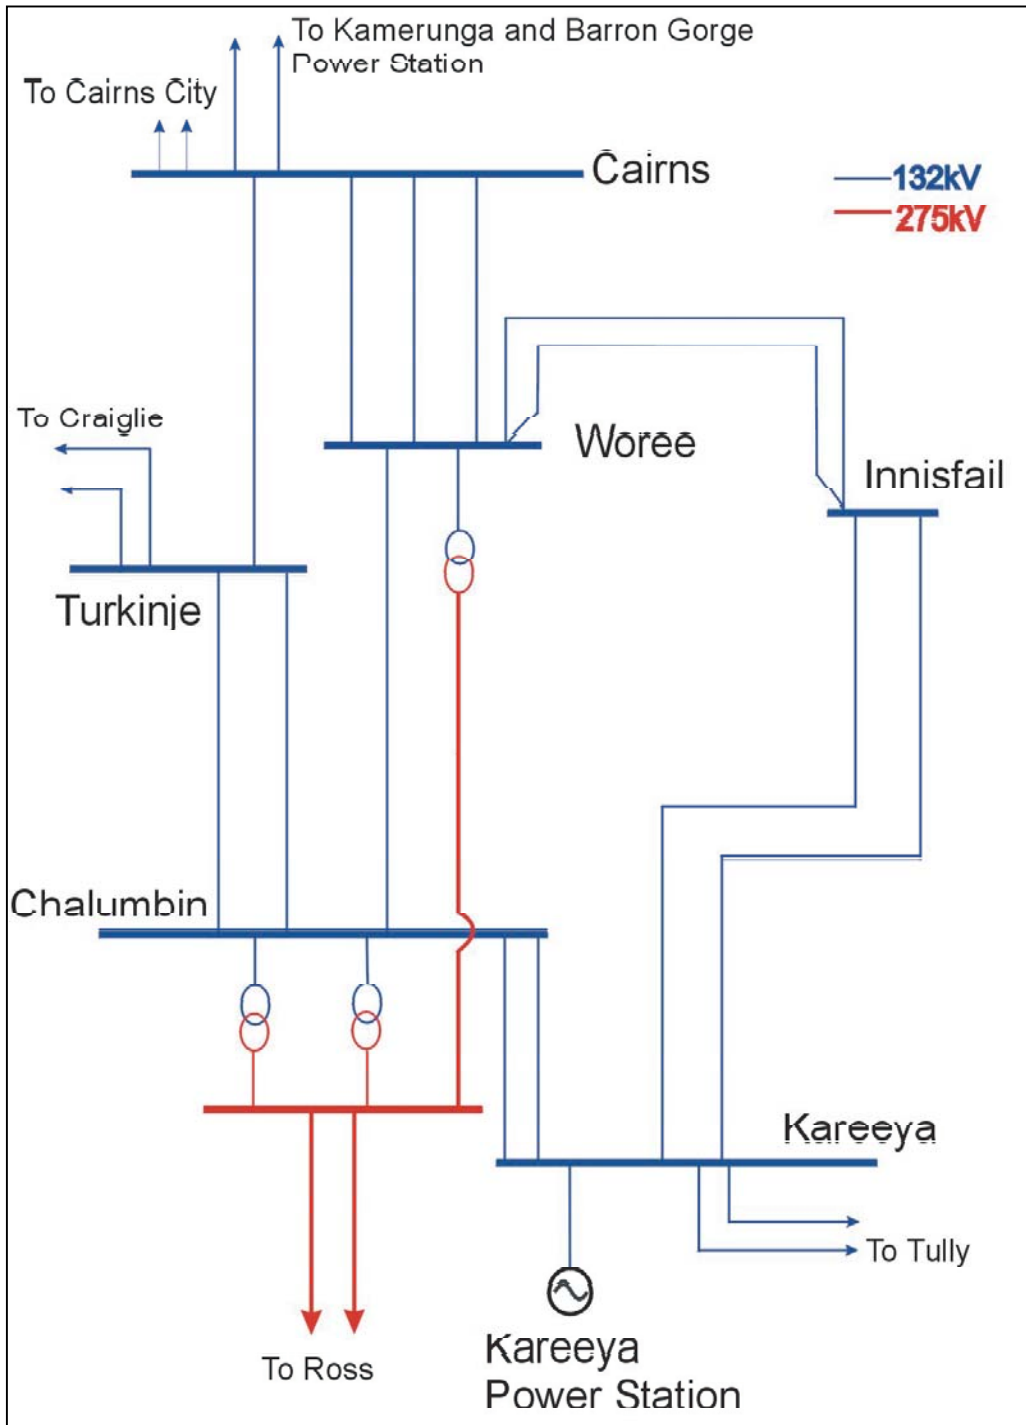 To Kamerunga and Barron Gorge
Power Station
To Cairns City
Cairns
132kV
275kV
To Craiglie
Woree
Innisfail
Turkinje
Chalumbin
Kareeya
To Tully
To Ross
Kareeya
Power Station